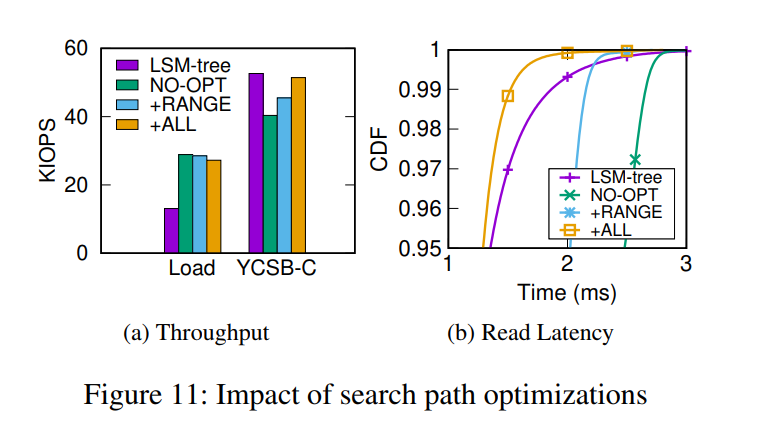 60
40
20
0
KIOPS
LSM-tree
NO-OPT
+RANGE
+ALL
Load YCSB-C
(a) Throughput
1
0.99
0.98
0.97
0.96
0.95
CDF
LSM-tree
NO-OPT
+RANGE
+ALL
1 2 3
Time (ms)
(b) Read Latency
Figure 11: Impact of search path optimizations